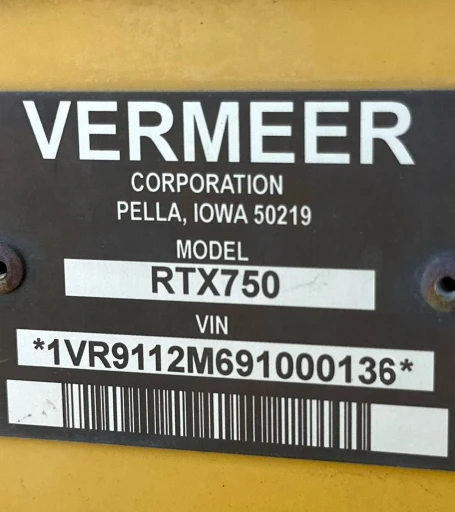 VERMEER
CORPORATION
PELLA, IOWA 50219
MODEL
RTX750
VIN
*1VR9112M691000136*